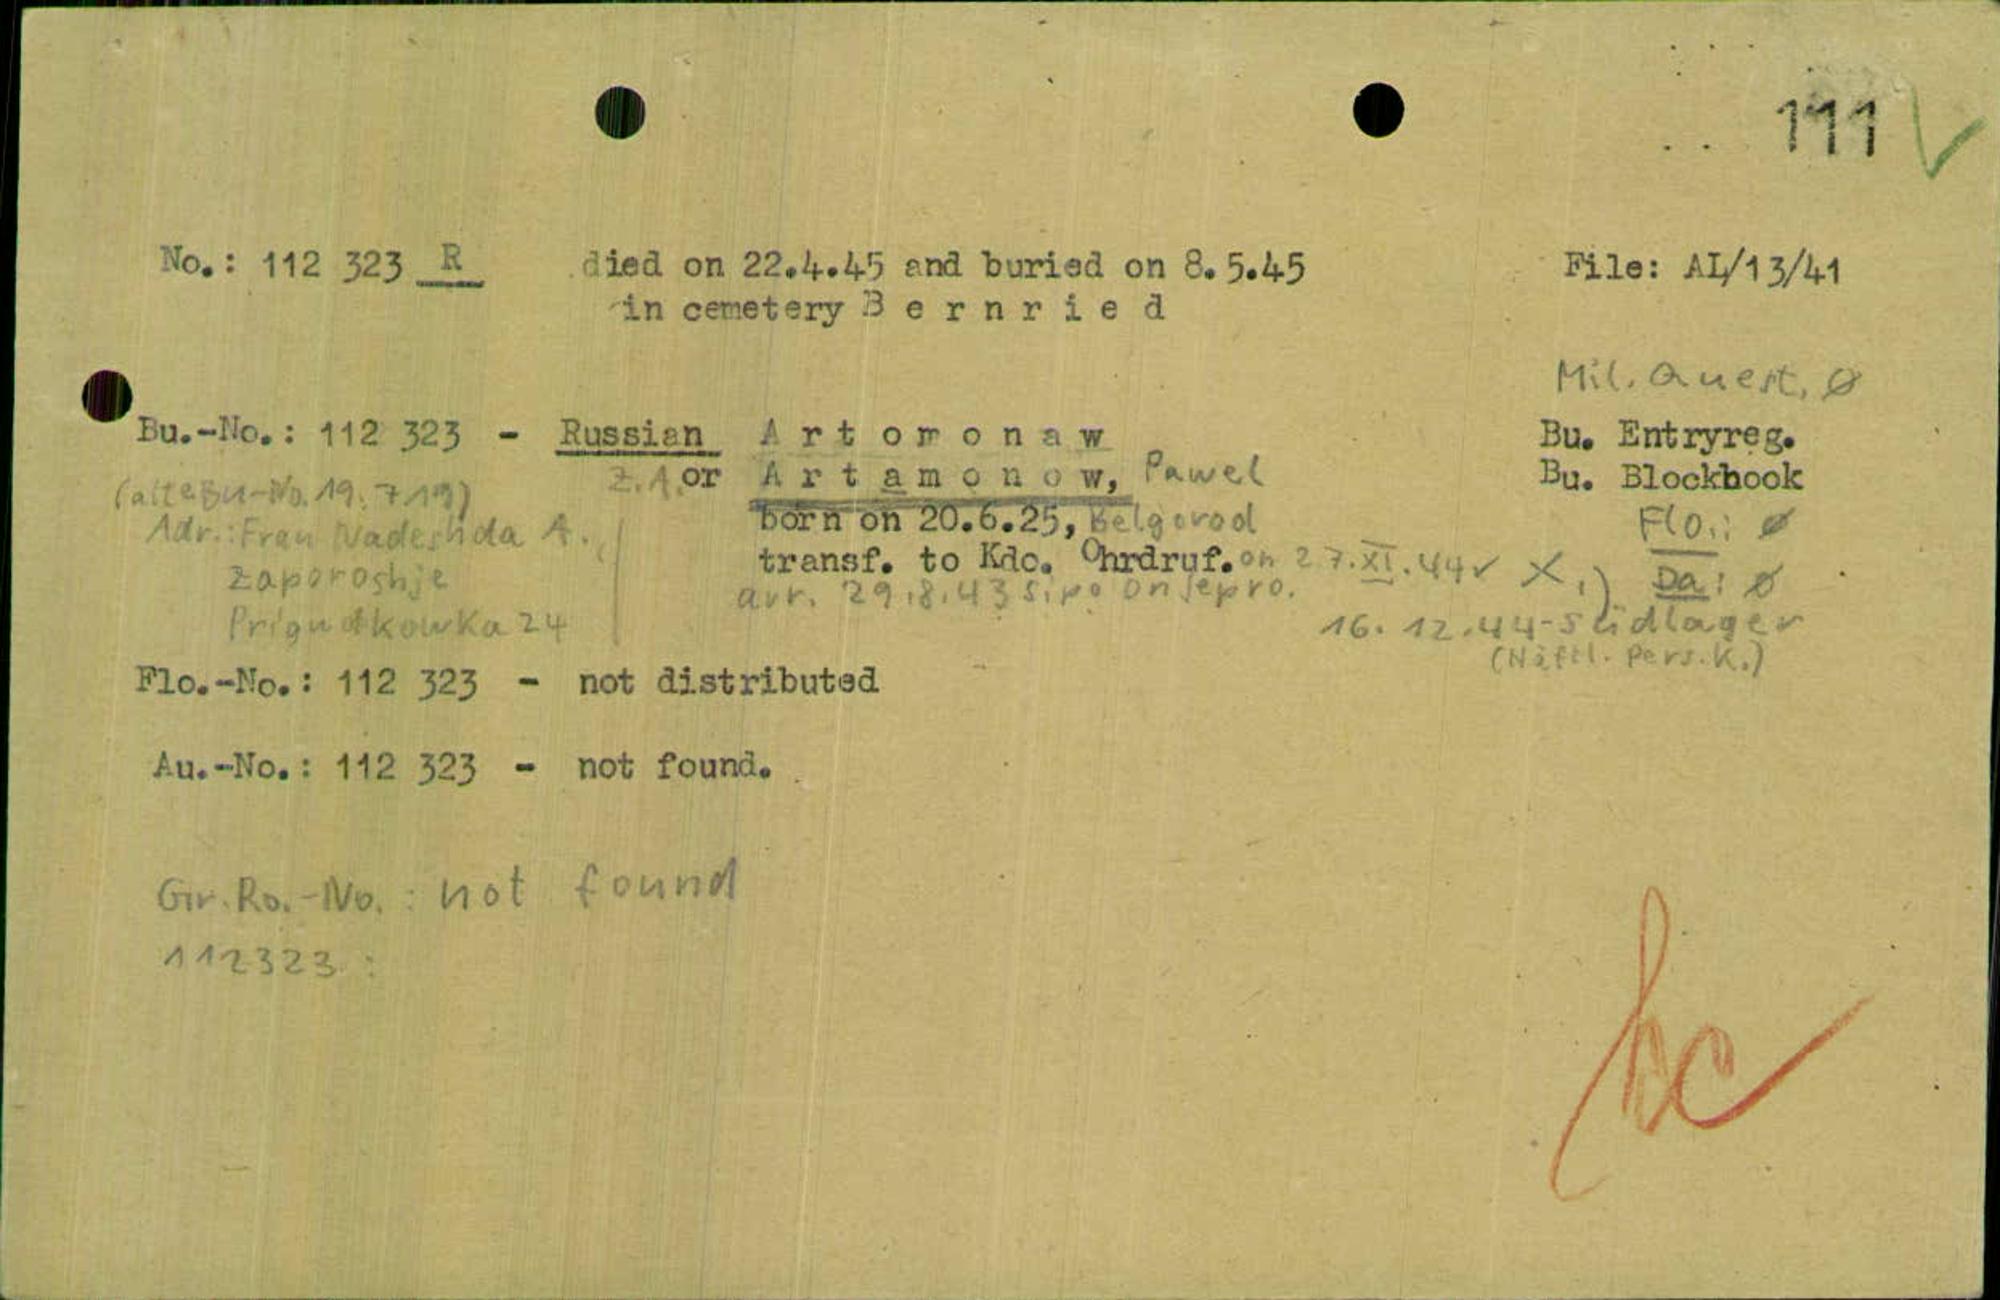 111
No.: 112 323 R died on 22.4.45 and buried on 8.5.45 File: AL/13/41
in cemetery B e r n r i e d
Mil. Quest. ø
Bu.-No.: 112 323 - Russian A r t o m o n a w Bu. Entryreg.
(alte Bu-No. 19.719) Z.A. or A r t a m o n o w, Pawel Bu. Blockbook
Adr.: Frau Nadeshda A. born on 20.6.25, Belgorod Flo.: ø
Zaporoshje transf. to Kdo. Ohrdruf. on 27.XI.44 X.) Da: ø
arr. 29.8.43 Sipo Dnjepro.
Prigudkowka 24 16.12.44-Südlager
(Häftl. Pers.K.)
Flo.-No.: 112 323 - not distributed
Au.-No.: 112 323 - not found.
Gr.Ro.-No.: not found
112323 :